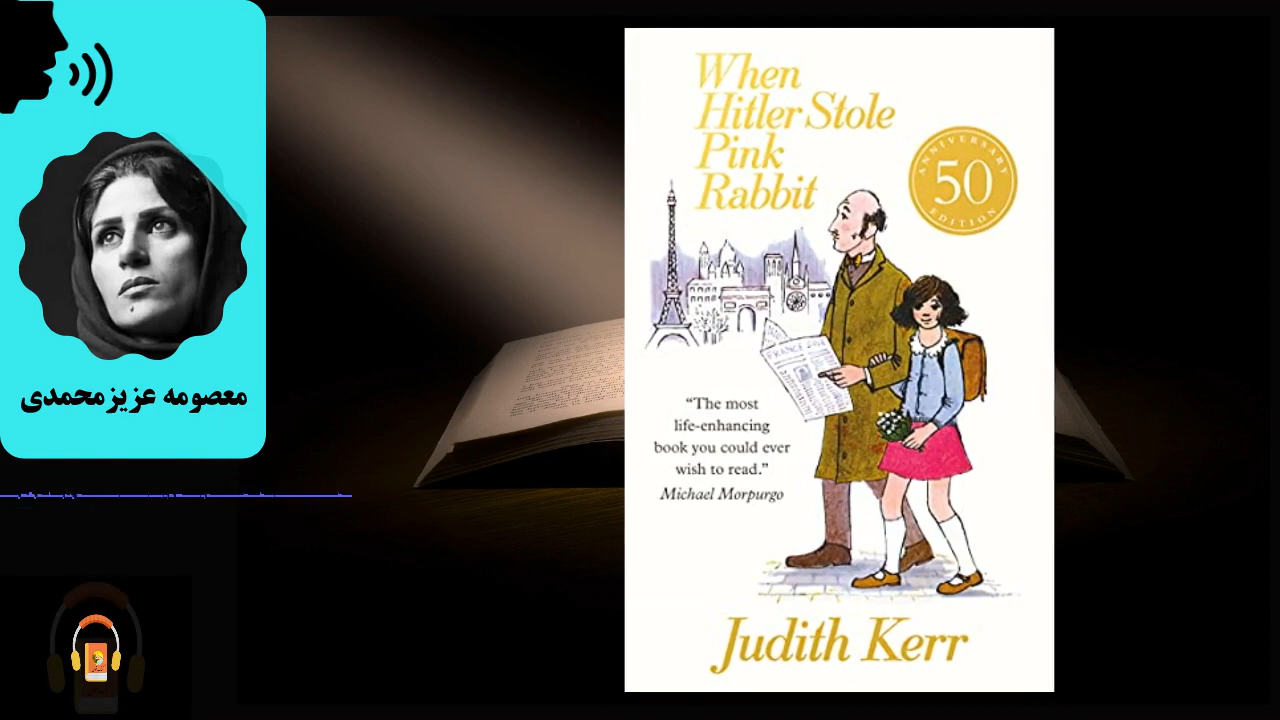 معصومه عزیزمحمدی
When
Hitler Stole
Pink
Rabbit
ANNIVERSARY
50
EDITION
“The most
life-enhancing
book you could ever
wish to read.”
Michael Morpurgo
Judith Kerr